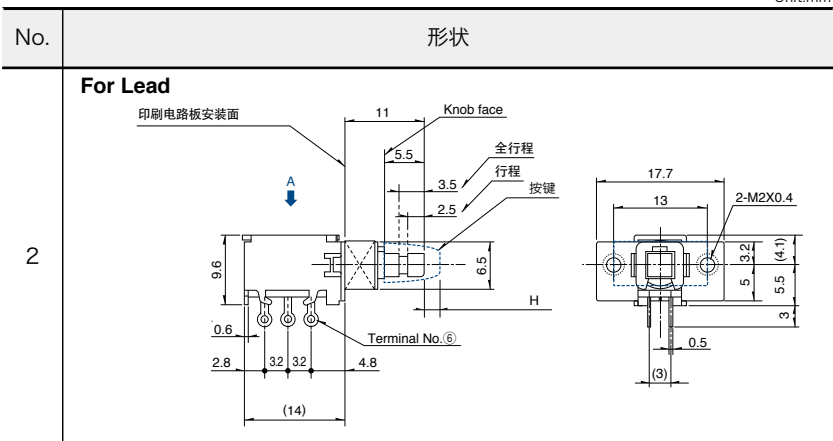 Unit:mm
No.
形状
2
For Lead
印刷电路板安装面
11
Knob face
5.5
全行程
3.5
行程
2.5
按键
A
9.6
6.5
H
0.6
Terminal No.⑥
2.8
3.2
3.2
4.8
(14)
17.7
13
2-M2X0.4
3.2
(4.1)
5
5.5
3
0.5
(3)